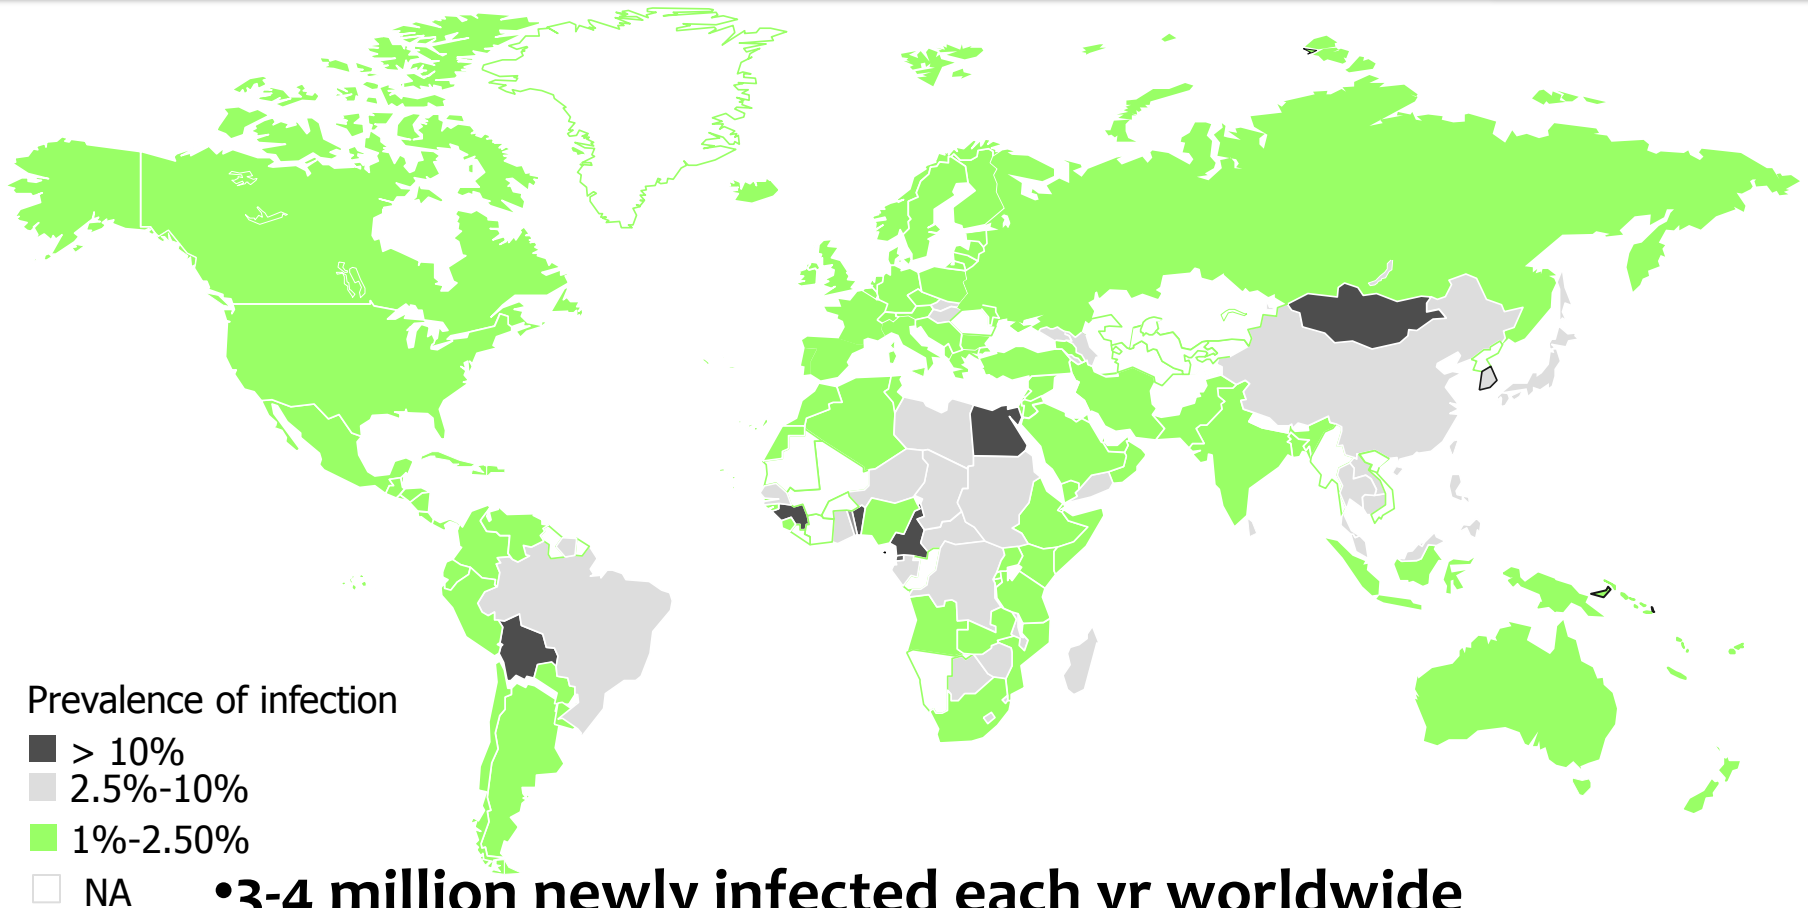 Prevalence of infection
> 10%
2.5%-10%
1%-2.50%
NA
•3-4 million newly infected each yr worldwide